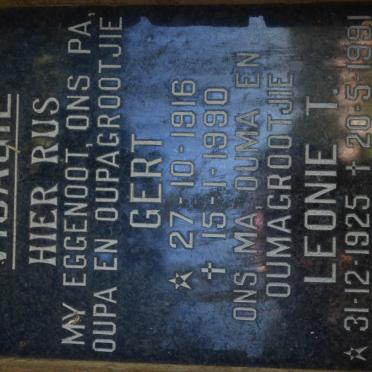 VISAGIE
HIER RUS
MY EGGENOOT, ONS PA,
OUPA EN OUPAGROOTJIE
GERT
☆ 27-10-1916
✝ 15-1-1990
ONS MA, OUMA EN
OUMAGROOTJIE
LEONIE T.
☆ 31-12-1925 ✝ 20-5-1991